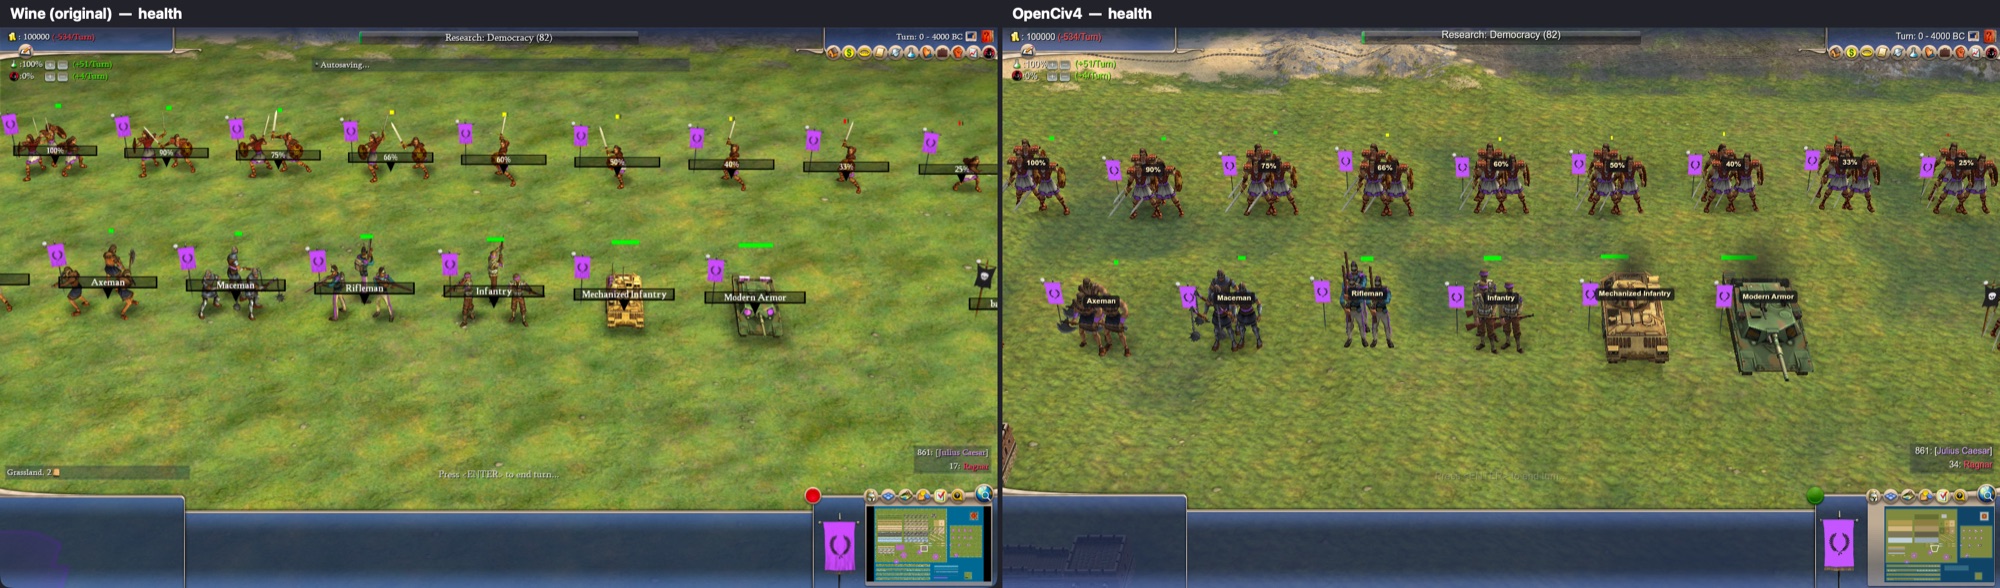 Wine (original) — health
: 100000 (-534/Turn)
Research: Democracy (82)
Turn: 0 - 4000 BC
:100% (+51/Turn)
:0% (+4/Turn)
Autosaving...
100%
90%
75%
66%
60%
50%
40%
33%
25%
Axeman
Maceman
Rifleman
Infantry
Mechanized Infantry
Modern Armor
861: [Julius Caesar]
17: Ragnar
Grassland, 2
Press <ENTER> to end turn...
OpenCiv4 — health
: 100000 (-534/Turn)
Research: Democracy (82)
Turn: 0 - 4000 BC
:100% (+51/Turn)
:0%
100%
90%
75%
66%
60%
50%
40%
33%
25%
Axeman
Maceman
Rifleman
Infantry
Mechanized Infantry
Modern Armor
861: [Julius Caesar]
34: Ragnar